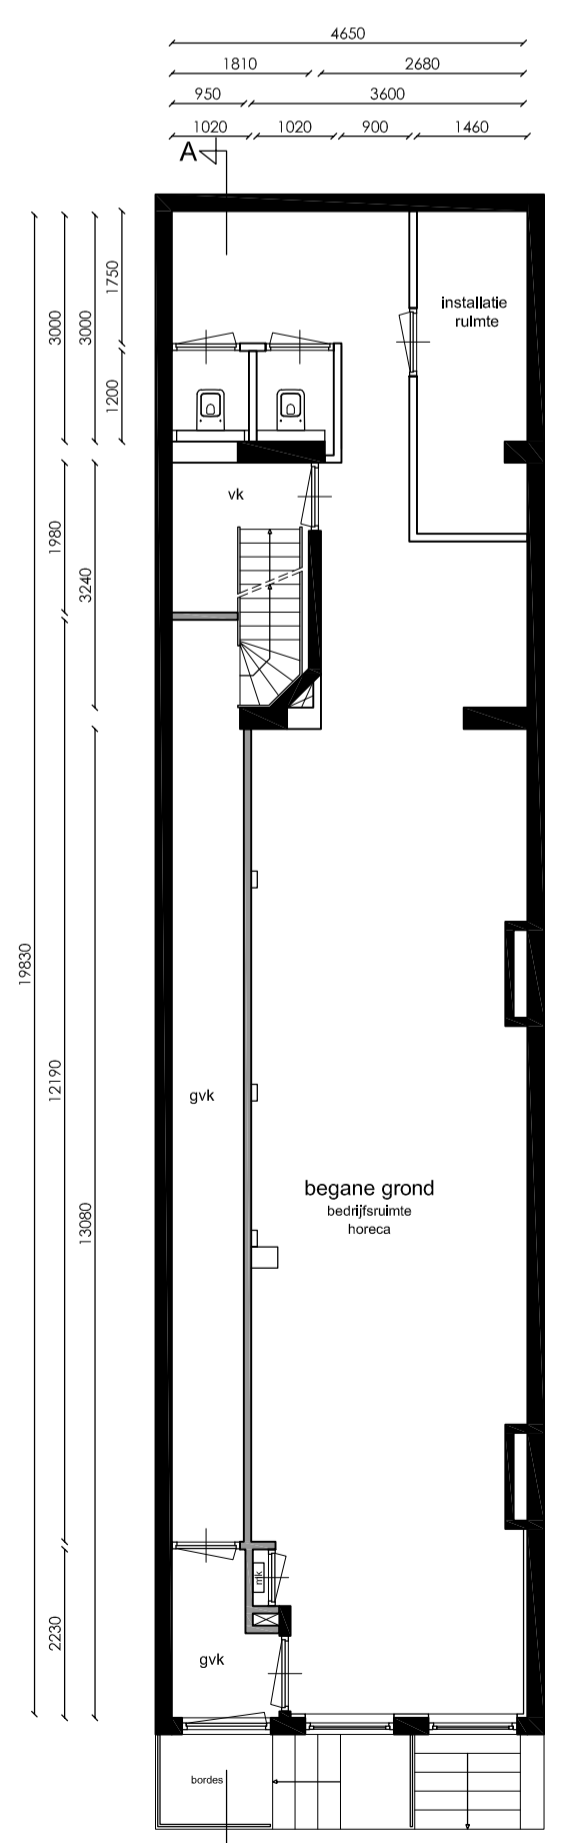 4650
1810 2680
950 3600
1020 1020 900 1460
A
1750
3000
3000
1200
installatie
ruimte
vk
1980
3240
19830
12190
13080
gvk
begane grond
bedrijfsruimte
horeca
mk
2230
gvk
bordes